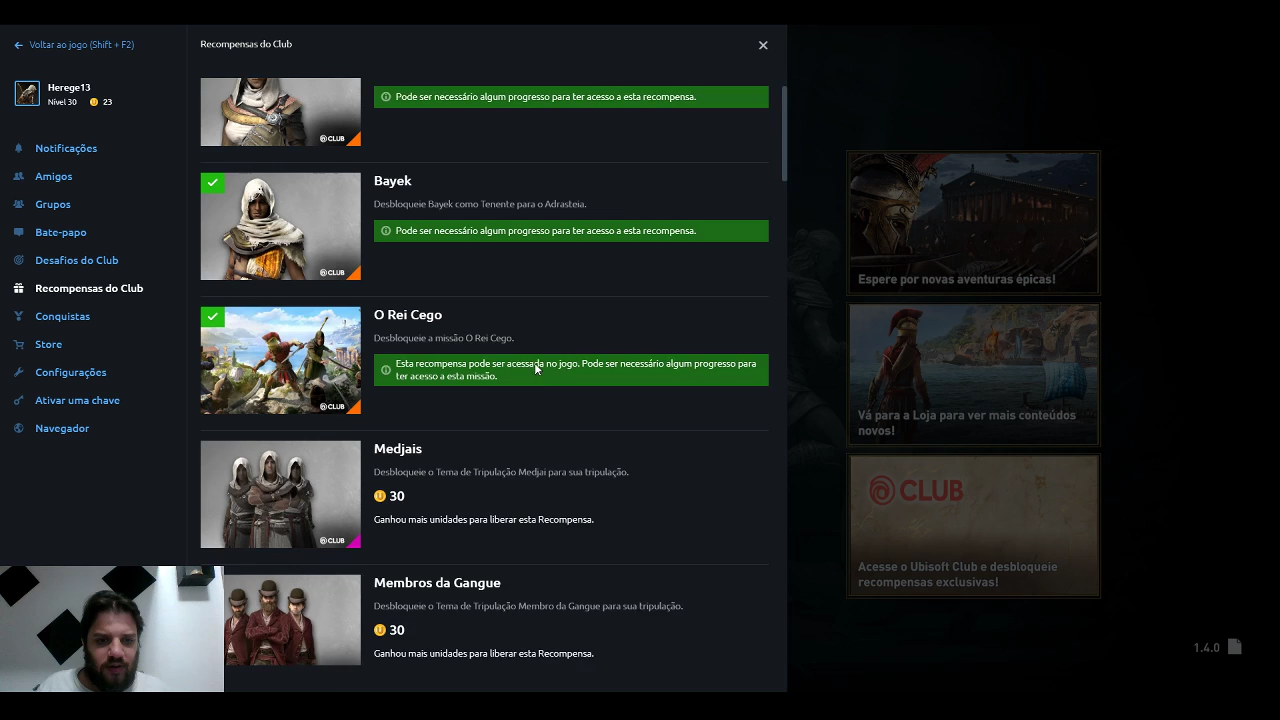 Voltar ao jogo (Shift + F2)
Herege13
Nível 30 23
Notificações
Amigos
Grupos
Bate-papo
Desafios do Club
Recompensas do Club
Conquistas
Store
Configurações
Ativar uma chave
Navegador
Recompensas do Club
CLUB
Pode ser necessário algum progresso para ter acesso a esta recompensa.
CLUB
Bayek
Desbloqueie Bayek como Tenente para o Adrasteia.
Pode ser necessário algum progresso para ter acesso a esta recompensa.
O Rei Cego
Desbloqueie a missão O Rei Cego.
Esta recompensa pode ser acessada no jogo. Pode ser necessário algum progresso para
ter acesso a esta missão.
CLUB
Medjais
Desbloqueie o Tema de Tripulação Medjai para sua tripulação.
30
Ganhou mais unidades para liberar esta Recompensa.
Membros da Gangue
Desbloqueie o Tema de Tripulação Membro da Gangue para sua tripulação.
30
Ganhou mais unidades para liberar esta Recompensa.
Espere por novas aventuras épicas!
Vá para a Loja para ver mais conteúdos
novos!
CLUB
Acesse o Ubisoft Club e desbloqueie
recompensas exclusivas!
1.4.0